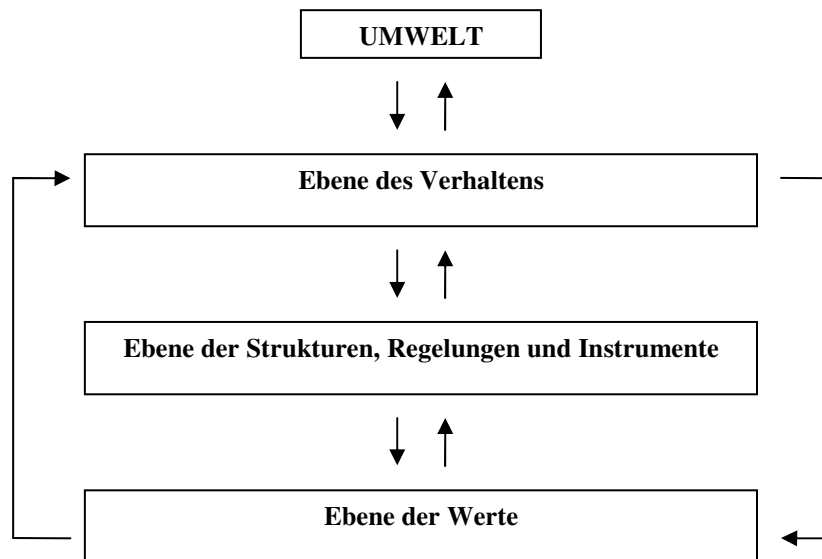 UMWELT
Ebene des Verhaltens
Ebene der Strukturen, Regelungen und Instrumente
Ebene der Werte